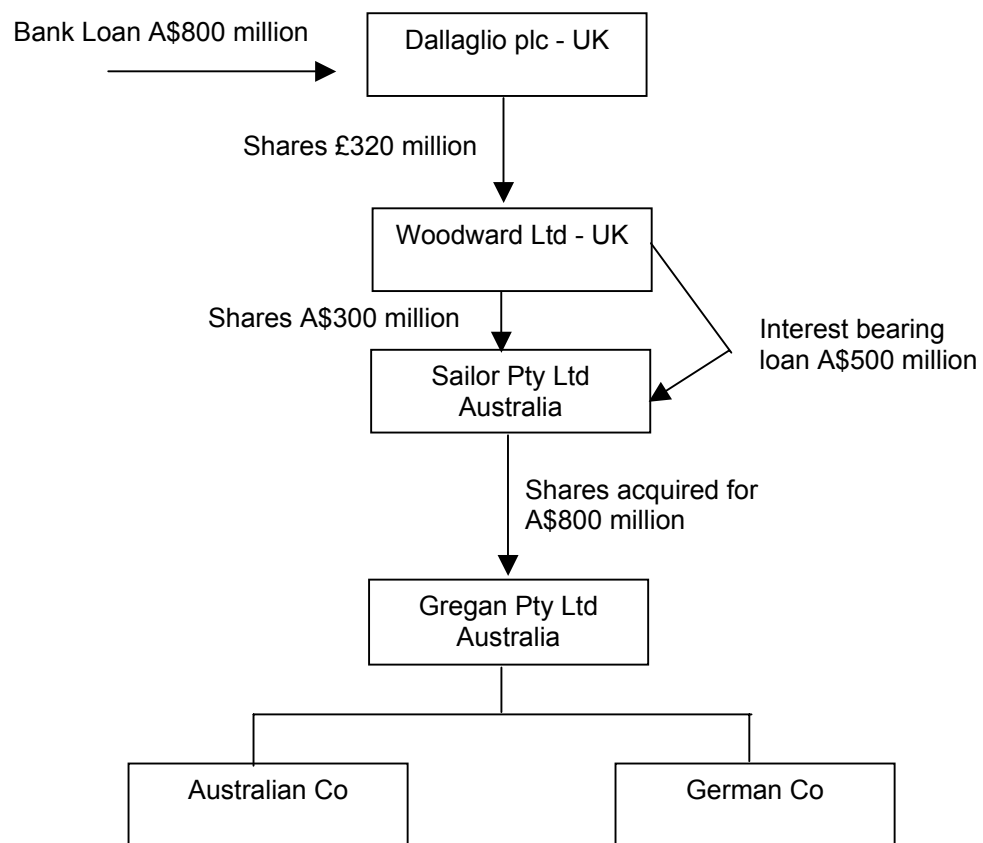 Bank Loan A$800 million
Dallaglio plc - UK
Shares £320 million
Woodward Ltd - UK
Shares A$300 million
Interest bearing
loan A$500 million
Sailor Pty Ltd
Australia
Shares acquired for
A$800 million
Gregan Pty Ltd
Australia
Australian Co
German Co